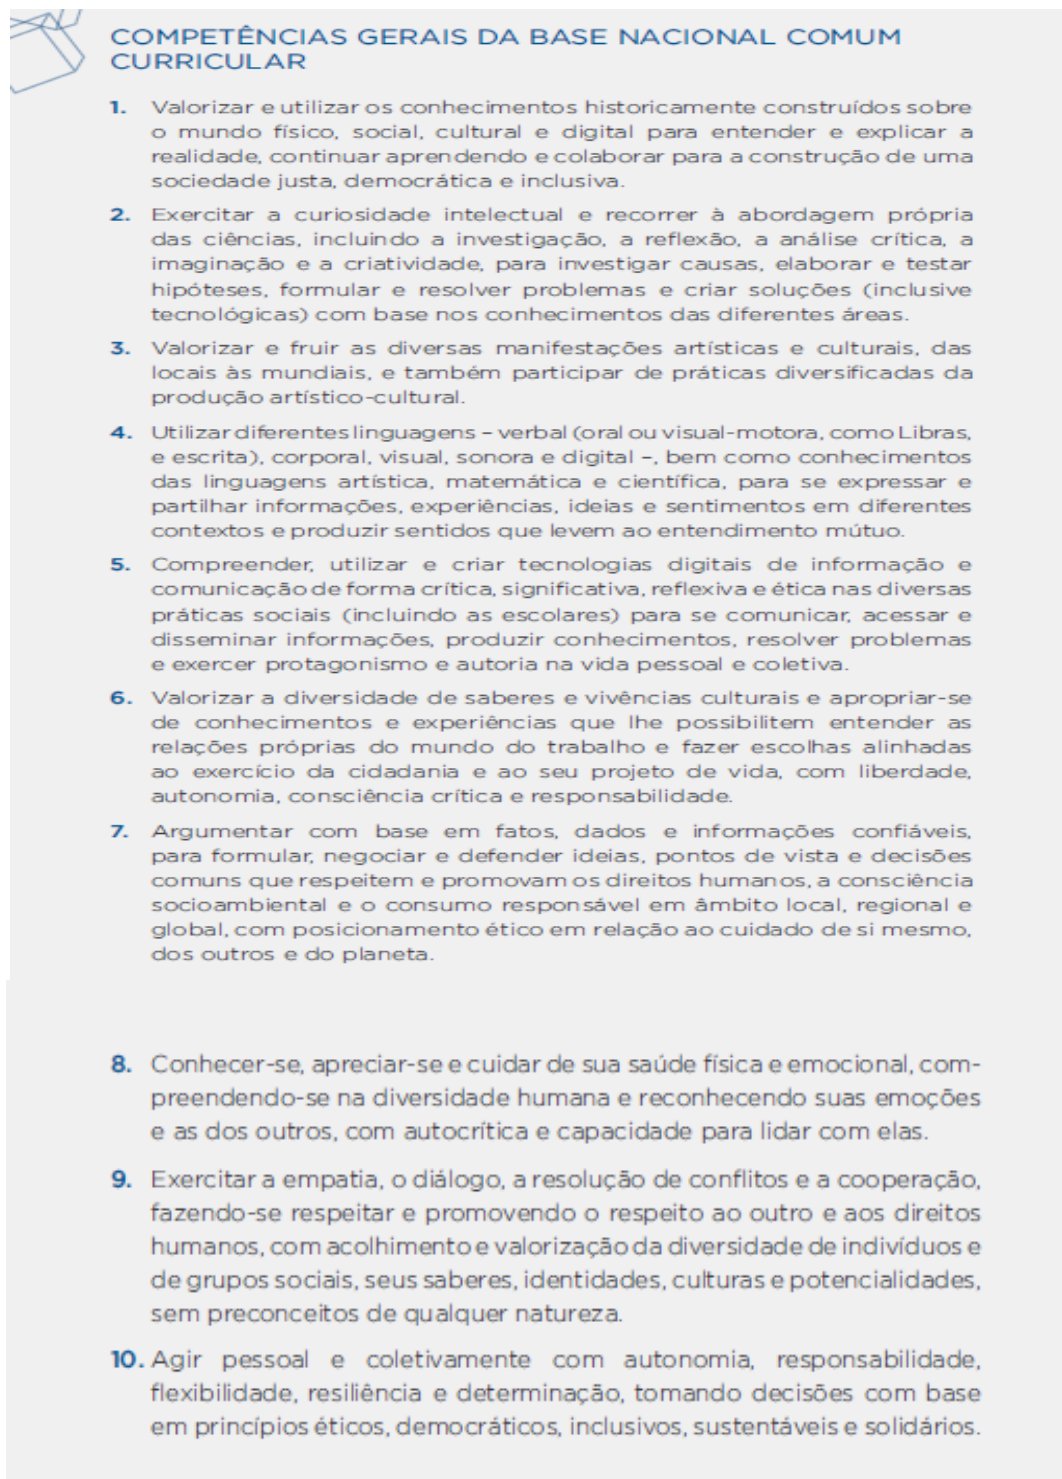 COMPETÊNCIAS GERAIS DA BASE NACIONAL COMUM
CURRICULAR
1. Valorizar e utilizar os conhecimentos historicamente construídos sobre
o mundo físico, social, cultural e digital para entender e explicar a
realidade, continuar aprendendo e colaborar para a construção de uma
sociedade justa, democrática e inclusiva.
2. Exercitar a curiosidade intelectual e recorrer à abordagem própria
das ciências, incluindo a investigação, a reflexão, a análise crítica, a
imaginação e a criatividade, para investigar causas, elaborar e testar
hipóteses, formular e resolver problemas e criar soluções (inclusive
tecnológicas) com base nos conhecimentos das diferentes áreas.
3. Valorizar e fruir as diversas manifestações artísticas e culturais, das
locais às mundiais, e também participar de práticas diversificadas da
produção artístico-cultural.
4. Utilizar diferentes linguagens – verbal (oral ou visual-motora, como Libras,
e escrita), corporal, visual, sonora e digital –, bem como conhecimentos
das linguagens artística, matemática e científica, para se expressar e
partilhar informações, experiências, ideias e sentimentos em diferentes
contextos e produzir sentidos que levem ao entendimento mútuo.
5. Compreender, utilizar e criar tecnologias digitais de informação e
comunicação de forma crítica, significativa, reflexiva e ética nas diversas
práticas sociais (incluindo as escolares) para se comunicar, acessar e
disseminar informações, produzir conhecimentos, resolver problemas
e exercer protagonismo e autoria na vida pessoal e coletiva.
6. Valorizar a diversidade de saberes e vivências culturais e apropriar-se
de conhecimentos e experiências que lhe possibilitem entender as
relações próprias do mundo do trabalho e fazer escolhas alinhadas
ao exercício da cidadania e ao seu projeto de vida, com liberdade,
autonomia, consciência crítica e responsabilidade.
7. Argumentar com base em fatos, dados e informações confiáveis,
para formular, negociar e defender ideias, pontos de vista e decisões
comuns que respeitem e promovam os direitos humanos, a consciência
socioambiental e o consumo responsável em âmbito local, regional e
global, com posicionamento ético em relação ao cuidado de si mesmo,
dos outros e do planeta.
8. Conhecer-se, apreciar-se e cuidar de sua saúde física e emocional, com-
preendendo-se na diversidade humana e reconhecendo suas emoções
e as dos outros, com autocrítica e capacidade para lidar com elas.
9. Exercitar a empatia, o diálogo, a resolução de conflitos e a cooperação,
fazendo-se respeitar e promovendo o respeito ao outro e aos direitos
humanos, com acolhimento e valorização da diversidade de indivíduos e
de grupos sociais, seus saberes, identidades, culturas e potencialidades,
sem preconceitos de qualquer natureza.
10. Agir pessoal e coletivamente com autonomia, responsabilidade,
flexibilidade, resiliência e determinação, tomando decisões com base
em princípios éticos, democráticos, inclusivos, sustentáveis e solidários.